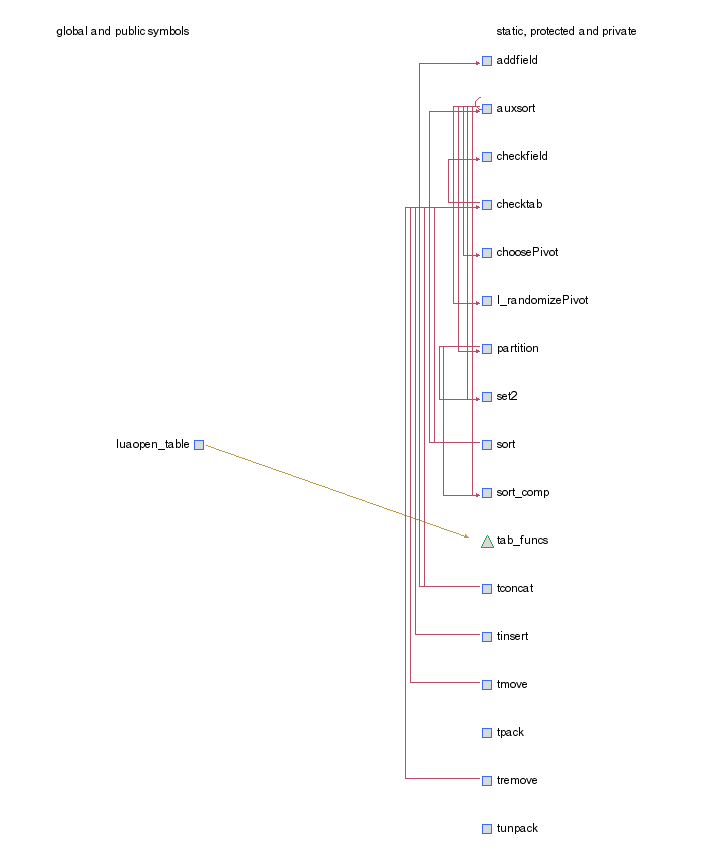 global and public symbols
static, protected and private
addfield
auxsort
checkfield
checktab
choosePivot
l_randomizePivot
partition
set2
luaopen_table
sort
sort_comp
tab_funcs
tconcat
tinsert
tmove
tpack
tremove
tunpack